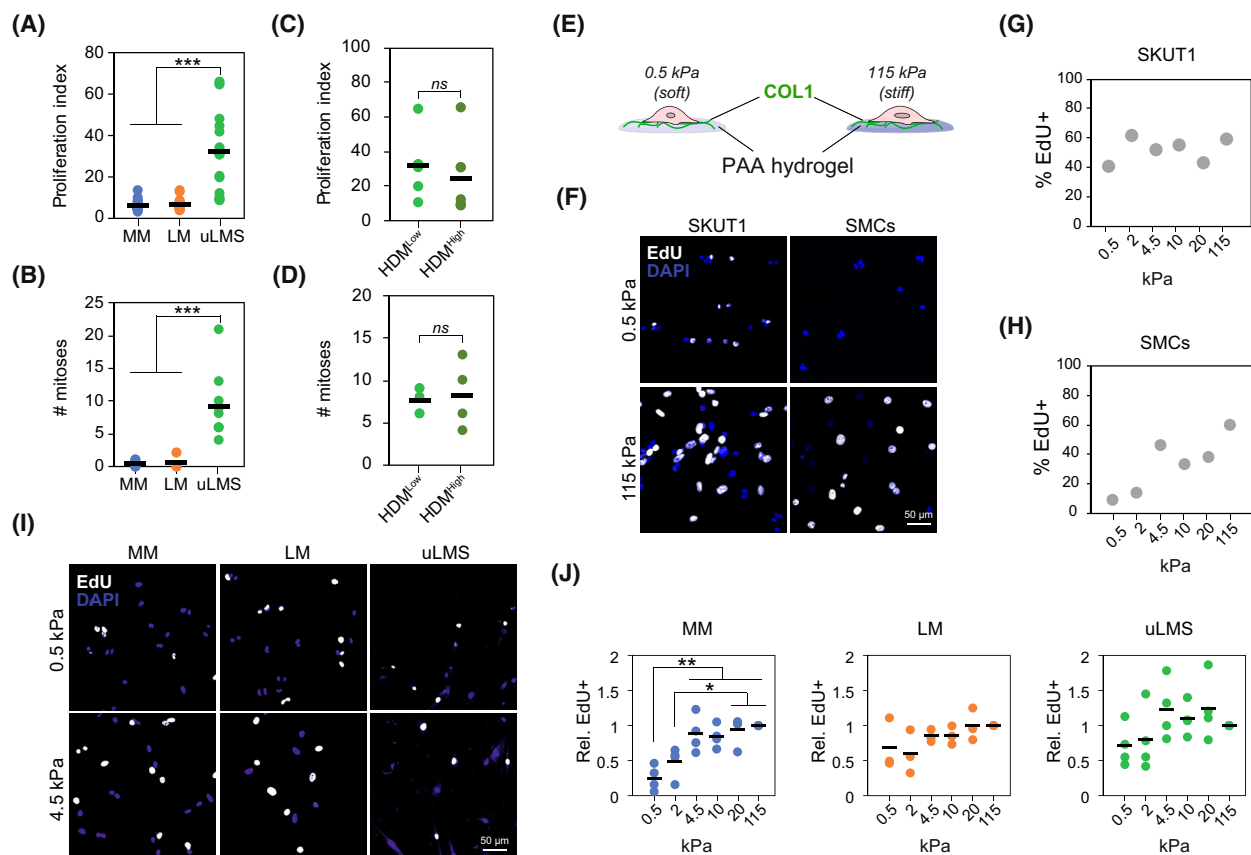 (A)
Proliferation index
80
60
40
20
0
***
MM LM uLMS
(B)
# mitoses
25
20
15
10
5
0
***
MM LM uLMS
(C)
Proliferation index
100
80
60
40
20
0
ns
HDMLow HDMHigh
(D)
# mitoses
20
15
10
5
0
ns
HDMLow HDMHigh
(E)
0.5 kPa
(soft)
COL1
115 kPa
(stiff)
PAA hydrogel
(F)
SKUT1 SMCs
EdU
DAPI
0.5 kPa
115 kPa
50 µm
(G)
SKUT1
% EdU+
100
80
60
40
20
0
0.5 2 4.5 10 20 115
kPa
(H)
SMCs
% EdU+
100
80
60
40
20
0
0.5 2 4.5 10 20 115
kPa
(I)
MM LM uLMS
EdU
DAPI
0.5 kPa
4.5 kPa
50 µm
(J)
MM
Rel. EdU+
2
1.5
1
0.5
0
**
*
0.5 2 4.5 10 20 115
kPa
LM
Rel. EdU+
2
1.5
1
0.5
0
0.5 2 4.5 10 20 115
kPa
uLMS
Rel. EdU+
2
1.5
1
0.5
0
0.5 2 4.5 10 20 115
kPa